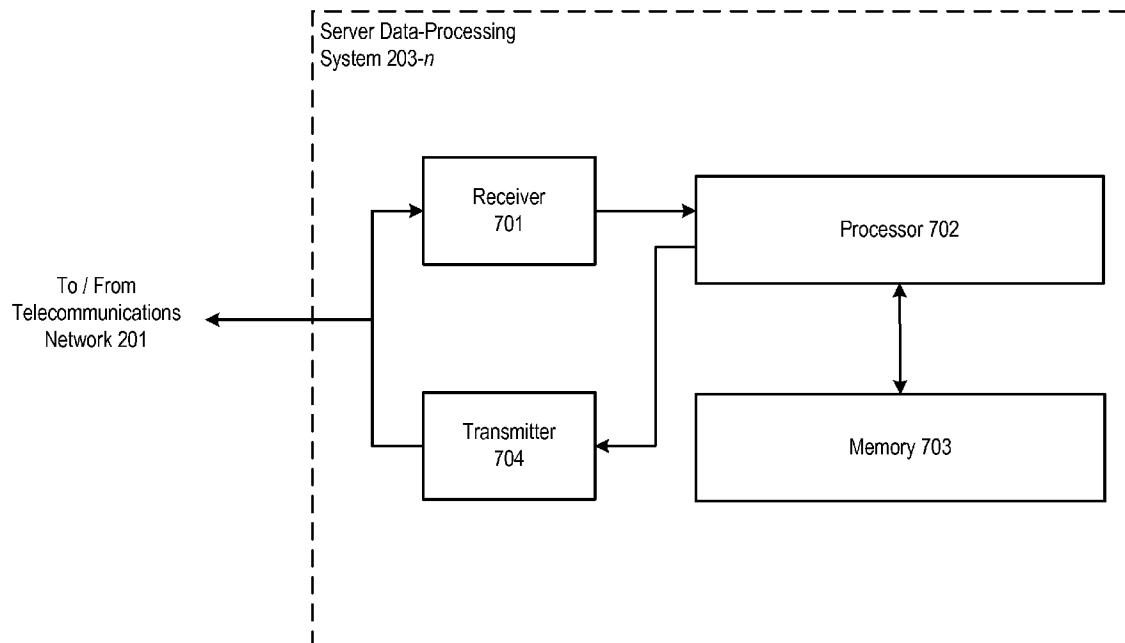 Server Data-Processing
System 203-n
Receiver
701
Processor 702
To / From
Telecommunications
Network 201
Transmitter
704
Memory 703